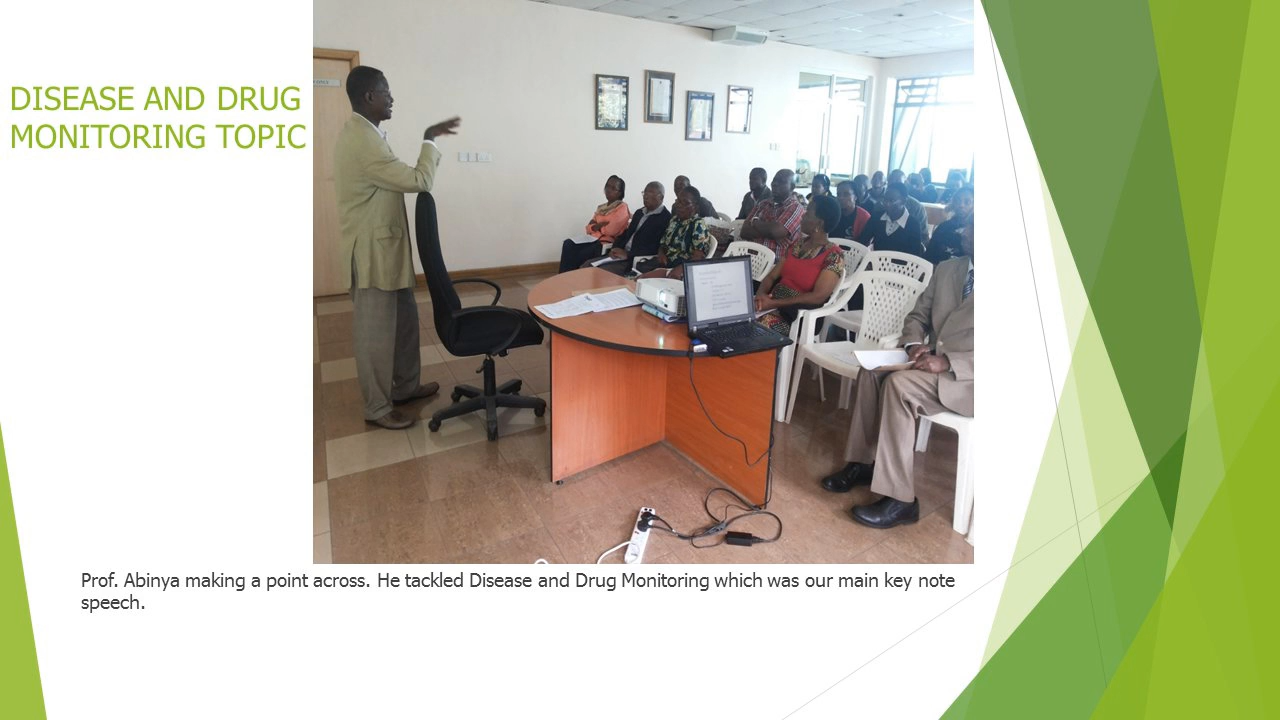 DISEASE AND DRUG
MONITORING TOPIC
Prof. Abinya making a point across. He tackled Disease and Drug Monitoring which was our main key note
speech.